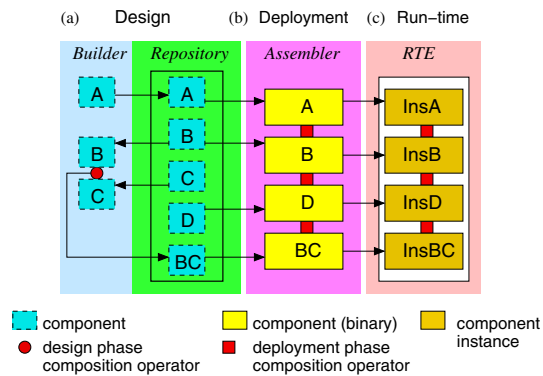 (a) Design (b) Deployment (c) Run-time
Builder Repository Assembler RTE
A A A InsA
B B B InsB
C C D InsD
D BC InsBC
BC
component component (binary) component instance
design phase composition operator deployment phase composition operator